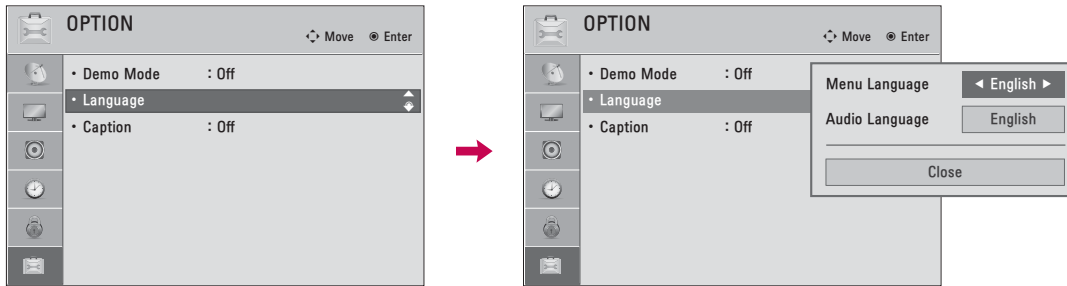 OPTION
Move Enter
• Demo Mode : Off
• Language
• Caption : Off
OPTION
Move Enter
• Demo Mode : Off
• Language
• Caption : Off
Menu Language ◄ English ►
Audio Language English
Close